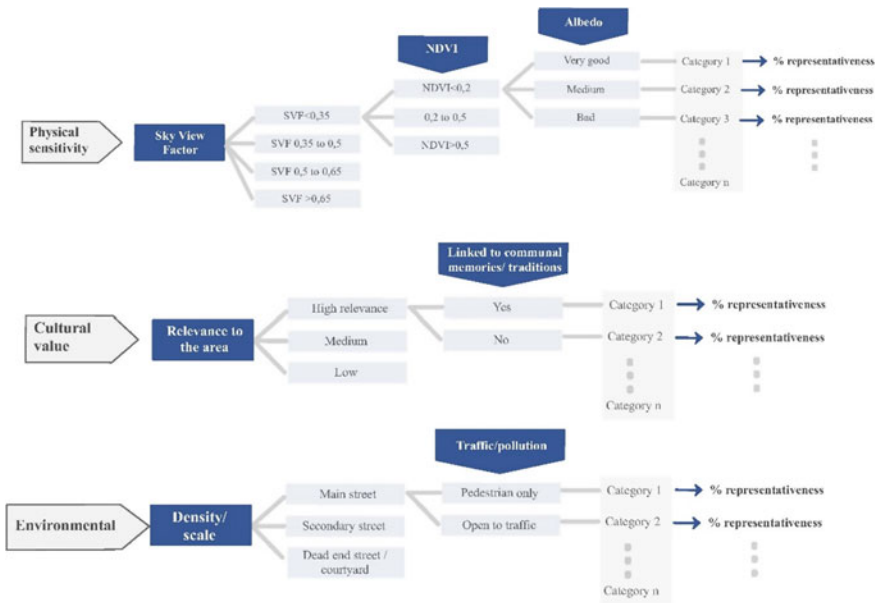 Albedo
NDVI
Very good
Category 1
% representativeness
NDVI<0,2
Medium
Category 2
% representativeness
SVF<0,35
0,2 to 0,5
Bad
Category 3
% representativeness
Physical
sensitivity
Sky View
Factor
SVF 0,35 to 0,5
NDVI>0,5
SVF 0,5 to 0,65
SVF >0,65
Category n
Linked to communal
memories/ traditions
High relevance
Yes
Category 1
% representativeness
Cultural
value
Relevance to
the area
Medium
No
Category 2
% representativeness
Low
Category n
Traffic/pollution
Main street
Pedestrian only
Category 1
% representativeness
Environmental
Density/
scale
Secondary street
Open to traffic
Category 2
% representativeness
Dead end street /
courtyard
Category n